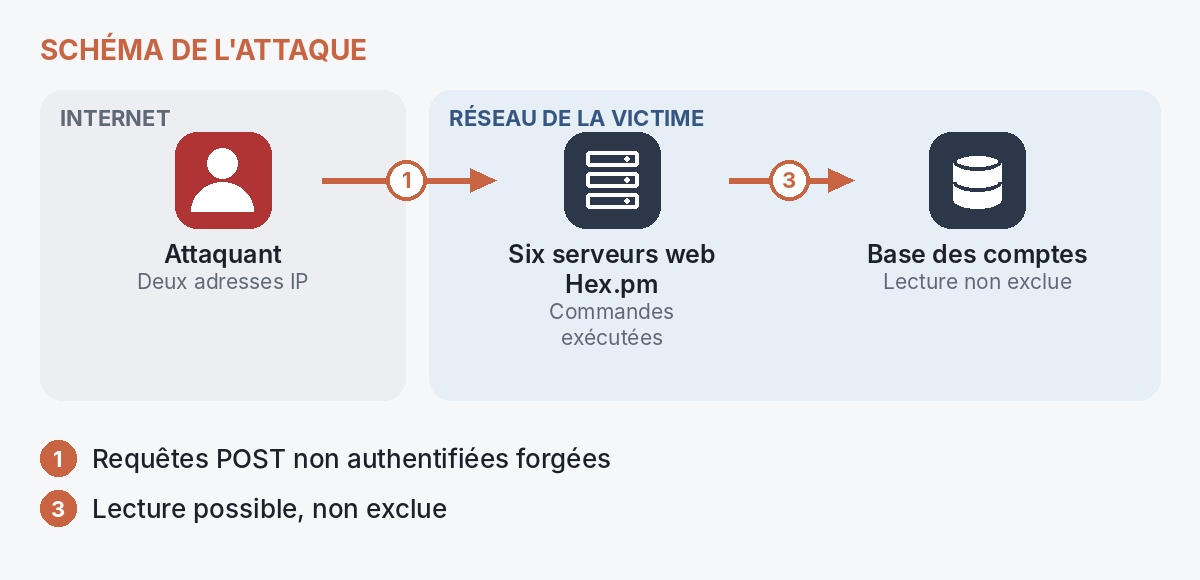 SCHÉMA DE L'ATTAQUE
INTERNET
RÉSEAU DE LA VICTIME
1
3
Attaquant
Deux adresses IP
Six serveurs web
Hex.pm
Commandes
exécutées
Base des comptes
Lecture non exclue
1 Requêtes POST non authentifiées forgées
3 Lecture possible, non exclue